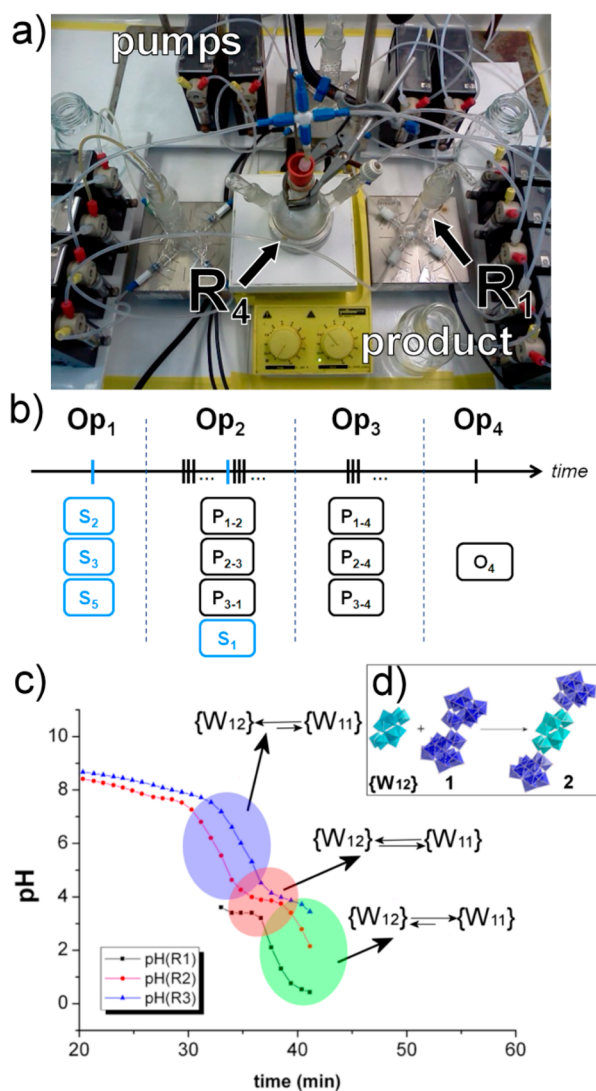 a)
pumps
R4
R1
product
b)
Op1 Op2 Op3 Op4
... ... ... time
S2 P1-2 P1-4
S3 P2-3 P2-4 O4
S5 P3-1 P3-4
S1
c)
d)
{W12} {W11}
+
{W12} 1 2
{W12} {W11}
{W12} {W11}
10
8
6
4
2
0
pH
pH(R1)
pH(R2)
pH(R3)
20 30 40 50 60
time (min)